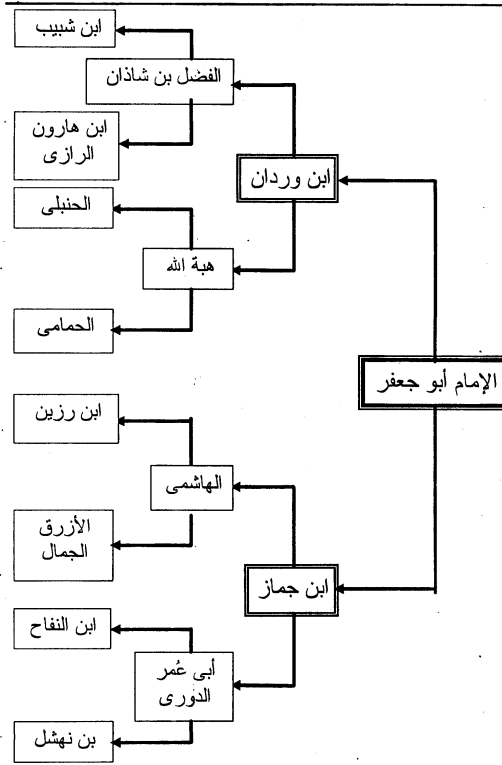 ابن شبيب
الفضل بن شاذان
ابن هارون
الرازى
ابن وردان
الحنبلى
هبة الله
الحمامى
الإمام أبو جعفر
ابن رزين
الهاشمى
الأزرق
الجمال
ابن جماز
ابن النفاح
أبى عُمر
الدورى
بن نهشل